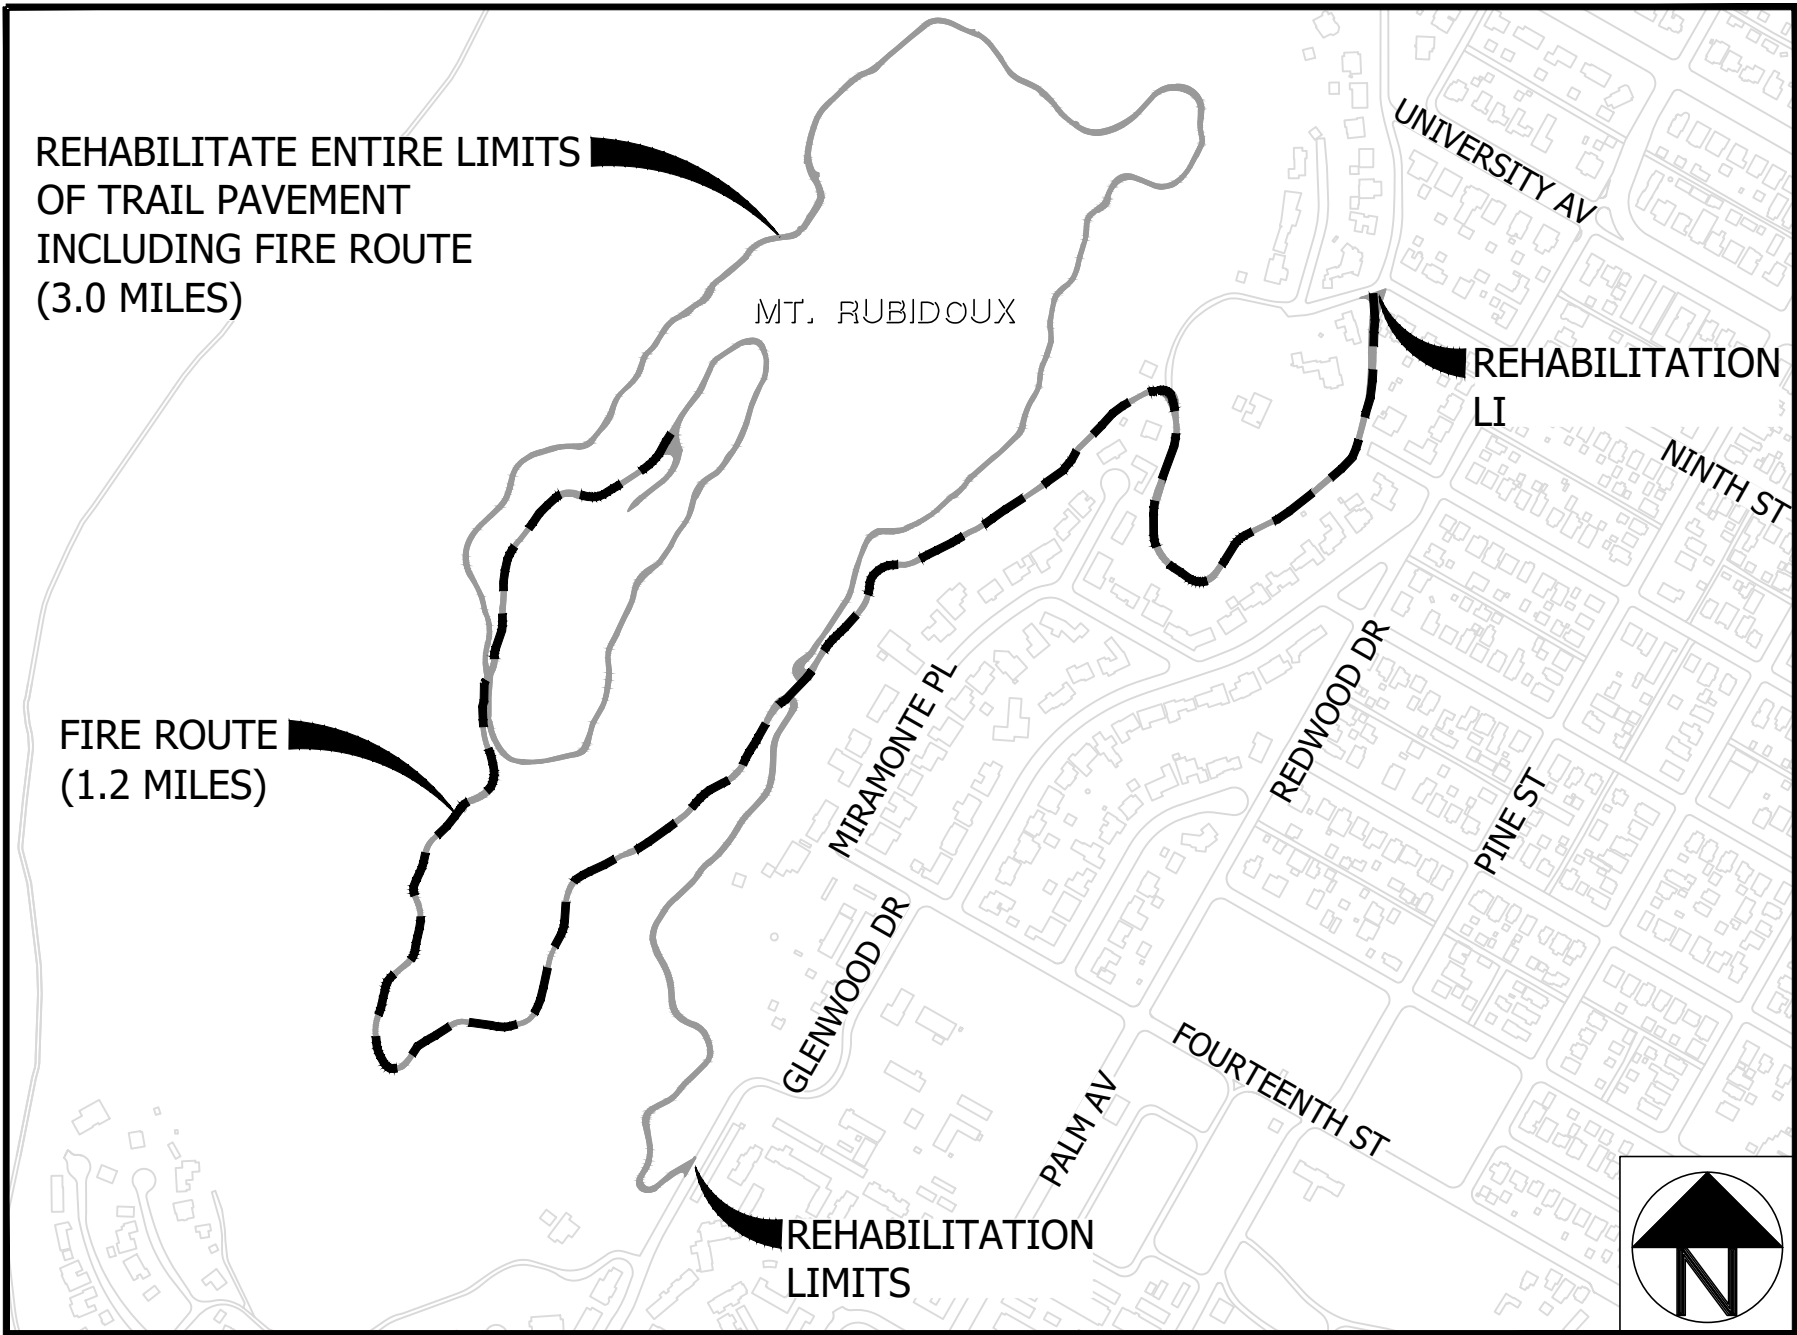 REHABILITATE ENTIRE LIMITS
OF TRAIL PAVEMENT
INCLUDING FIRE ROUTE
(3.0 MILES)
UNIVERSITY AV
MT. RUBIDOUX
REHABILITATION
LI
NINTH ST
FIRE ROUTE
(1.2 MILES)
MIRAMONTE PL
REDWOOD DR
PINE ST
GLENWOOD DR
FOURTEENTH ST
PALM AV
REHABILITATION
LIMITS
N